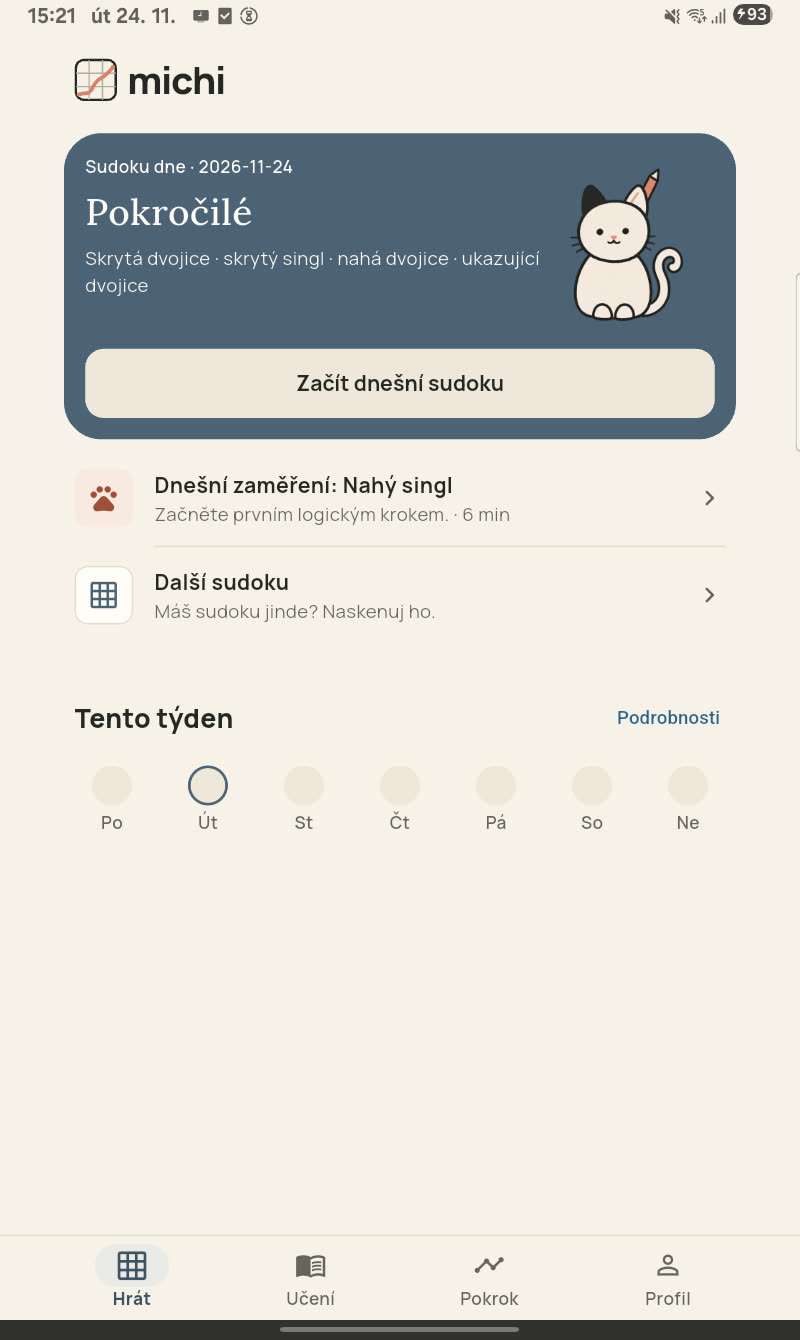 15:21 út 24. 11.
93
michi
Sudoku dne · 2026-11-24
Pokročilé
Skrytá dvojice · skrytý singl · nahá dvojice · ukazující
dvojice
Začít dnešní sudoku
Dnešní zaměření: Nahý singl
Začněte prvním logickým krokem. · 6 min
Další sudoku
Máš sudoku jinde? Naskenuj ho.
Tento týden
Podrobnosti
Po Út St Čt Pá So Ne
Hrát Učení Pokrok Profil